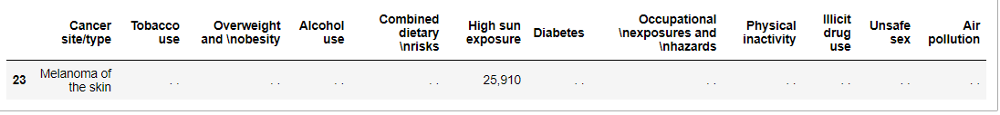 Cancer site/type Tobacco use Overweight and \nobesity Alcohol use Combined dietary \nrisks High sun exposure Diabetes Occupational \nexposures and \nhazards Physical inactivity Illicit drug use Unsafe sex Air pollution
23 Melanoma of the skin . . . . . . . . 25,910 . . . . . . . . . . . .